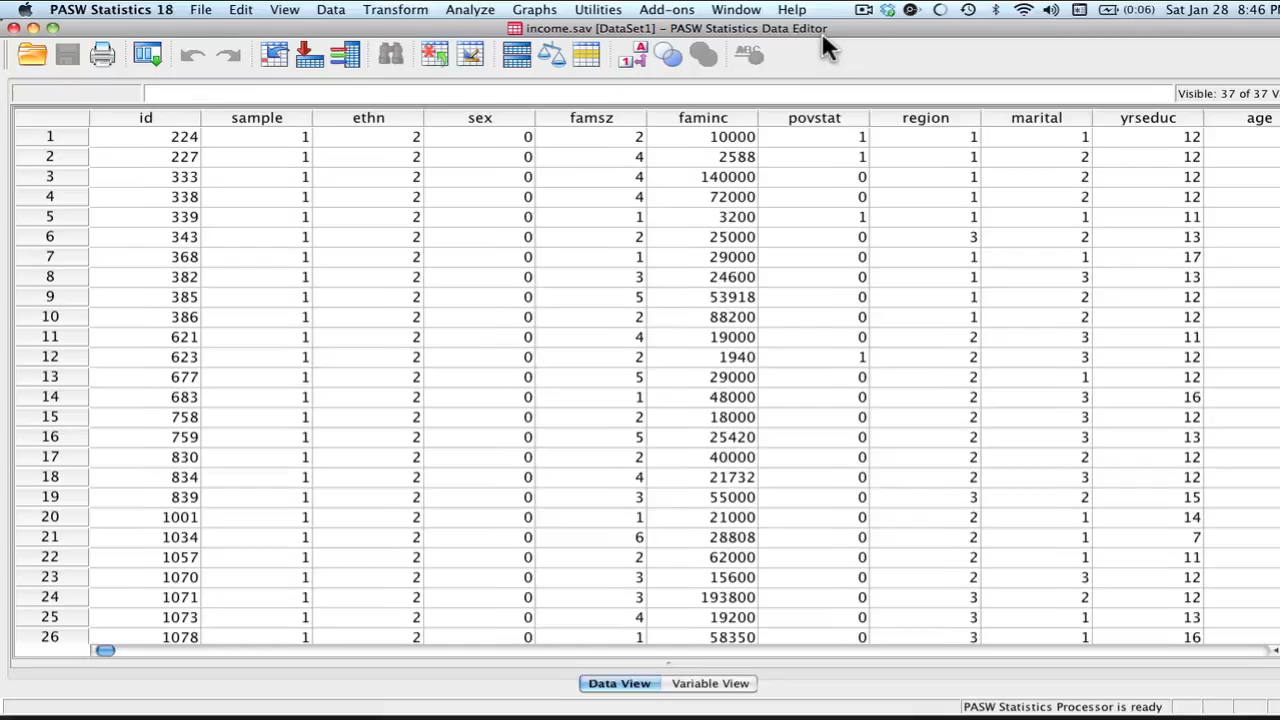 PASW Statistics 18 File Edit View Data Transform Analyze Graphs Utilities Add-ons Window Help (0:06) Sat Jan 28 8:46 P
income.sav [DataSet1] – PASW Statistics Data Editor
Visible: 37 of 37 V
id sample ethn sex famsz faminc povstat region marital yrseduc age
1 224 1 2 0 2 10000 1 1 1 12
2 227 1 2 0 4 2588 1 1 2 12
3 333 1 2 0 4 140000 0 1 2 12
4 338 1 2 0 4 72000 0 1 2 12
5 339 1 2 0 1 3200 1 1 1 11
6 343 1 2 0 2 25000 0 3 2 13
7 368 1 2 0 1 29000 0 1 1 17
8 382 1 2 0 3 24600 0 1 3 13
9 385 1 2 0 5 53918 0 1 2 12
10 386 1 2 0 2 88200 0 1 2 12
11 621 1 2 0 4 19000 0 2 3 11
12 623 1 2 0 2 1940 1 2 3 12
13 677 1 2 0 5 29000 0 2 1 12
14 683 1 2 0 1 48000 0 2 3 16
15 758 1 2 0 2 18000 0 2 3 12
16 759 1 2 0 5 25420 0 2 3 13
17 830 1 2 0 2 40000 0 2 2 12
18 834 1 2 0 4 21732 0 2 3 12
19 839 1 2 0 3 55000 0 3 2 15
20 1001 1 2 0 1 21000 0 2 1 14
21 1034 1 2 0 6 28808 0 2 1 7
22 1057 1 2 0 2 62000 0 2 1 11
23 1070 1 2 0 3 15600 0 2 3 12
24 1071 1 2 0 3 193800 0 3 2 12
25 1073 1 2 0 4 19200 0 3 1 13
26 1078 1 2 0 1 58350 0 3 1 16
Data View Variable View
PASW Statistics Processor is ready